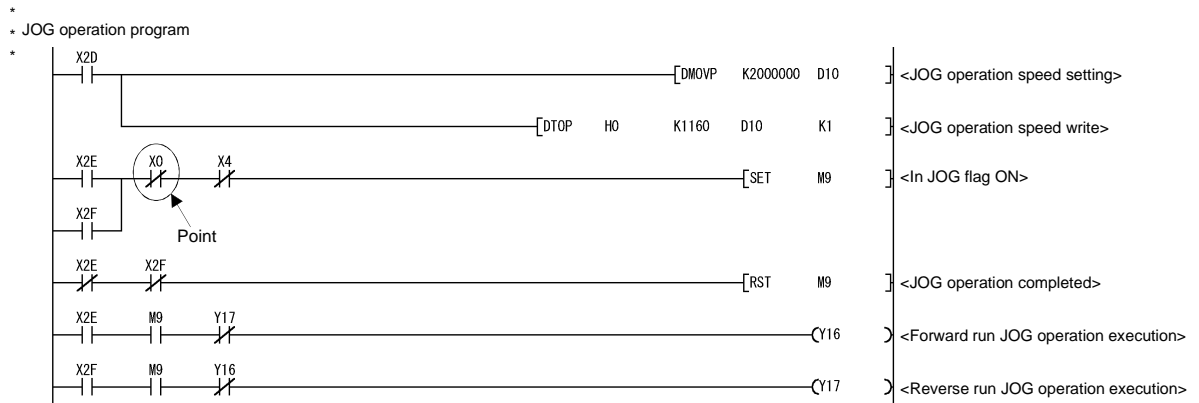 *
* JOG operation program
*
X2D
[DMOVP K2000000 D10 ] <JOG operation speed setting>
[DTOP H0 K1160 D10 K1 ] <JOG operation speed write>
X2E X0 X4
[SET M9 ] <In JOG flag ON>
X2F
Point
X2E X2F
[RST M9 ] <JOG operation completed>
X2E M9 Y17
(Y16 ) <Forward run JOG operation execution>
X2F M9 Y16
(Y17 ) <Reverse run JOG operation execution>